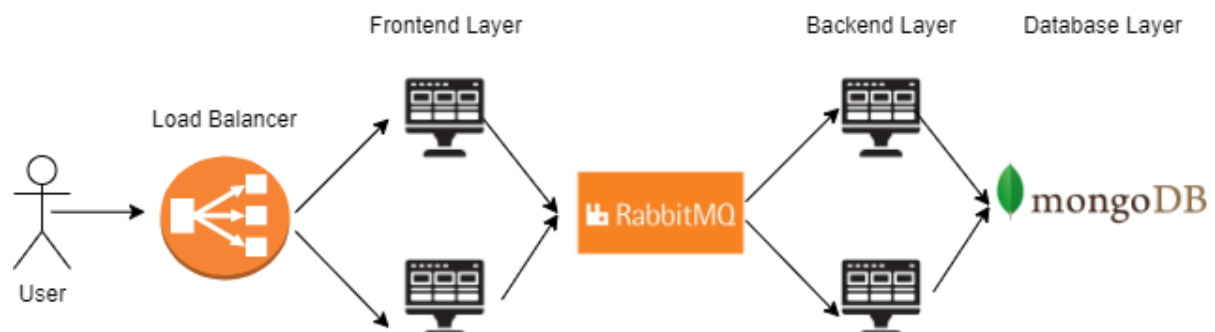 Frontend Layer
Backend Layer
Database Layer
Load Balancer
RabbitMQ
mongoDB
User